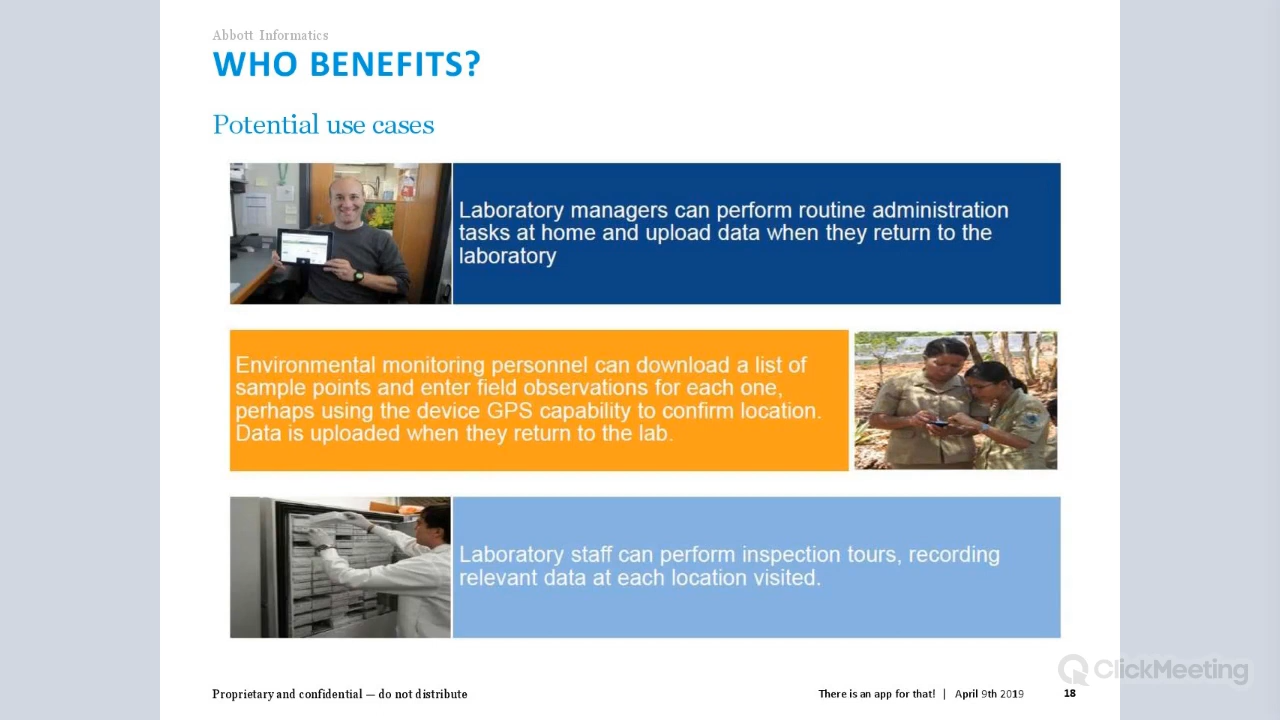 Abbott Informatics
WHO BENEFITS?
Potential use cases
Laboratory managers can perform routine administration
tasks at home and upload data when they return to the
laboratory
Environmental monitoring personnel can download a list of
sample points and enter field observations for each one,
perhaps using the device GPS capability to confirm location.
Data is uploaded when they return to the lab.
Laboratory staff can perform inspection tours, recording
relevant data at each location visited.
ClickMeeting
Proprietary and confidential — do not distribute
There is an app for that! | April 9th 2019 18